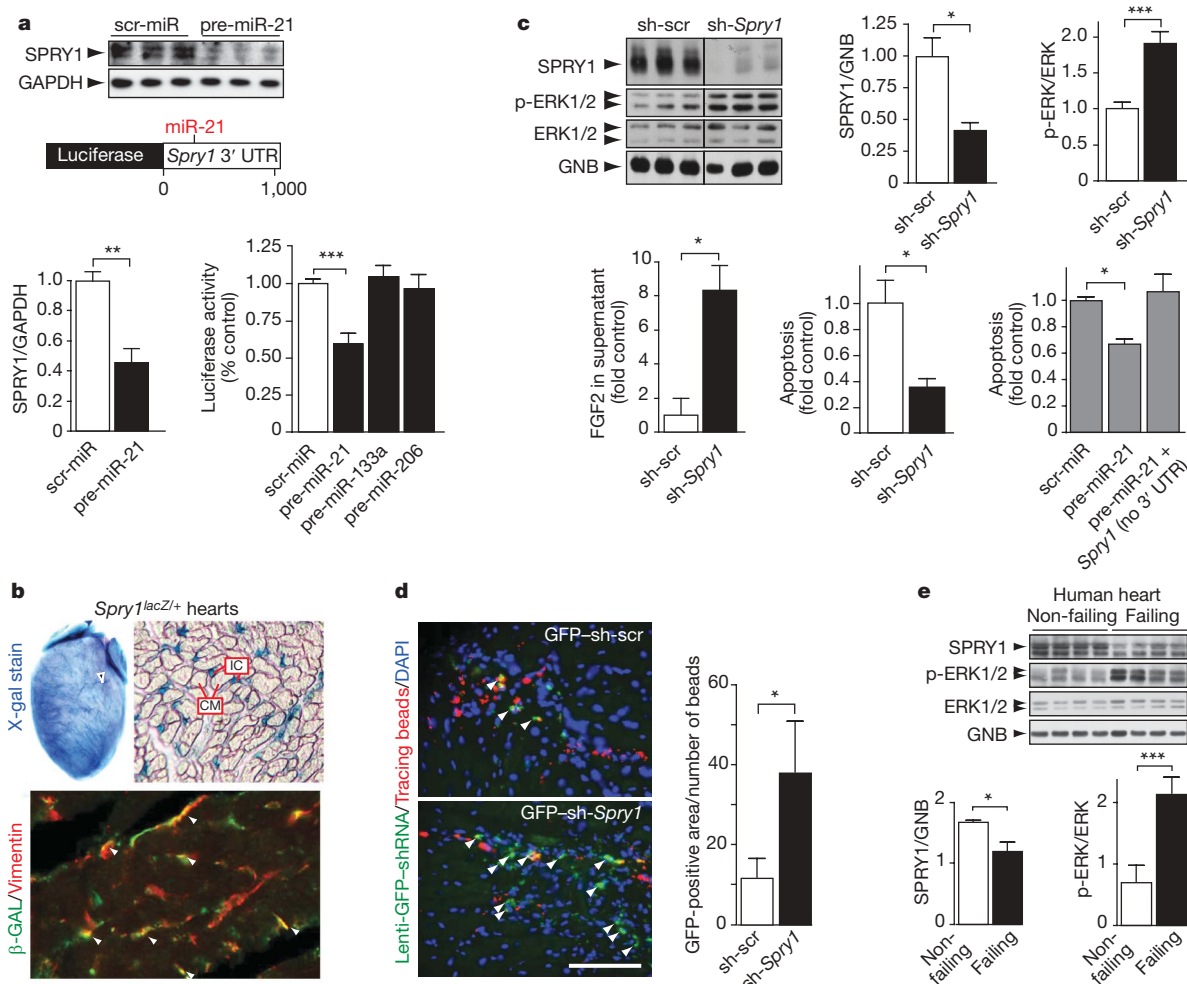 a
scr-miR pre-miR-21
SPRY1
GAPDH
miR-21
Luciferase Spry1 3′ UTR
0 1,000
SPRY1/GAPDH
1.0
0.8
0.6
0.4
0.2
0
**
scr-miR
pre-miR-21
Luciferase activity
(% control)
1.25
1.00
0.75
0.50
0.25
0
***
scr-miR
pre-miR-21
pre-miR-133a
pre-miR-206
c
sh-scr sh-Spry1
SPRY1
p-ERK1/2
ERK1/2
GNB
SPRY1/GNB
1.00
0.75
0.50
0.25
0
*
sh-scr
sh-Spry1
p-ERK/ERK
2.0
1.0
0
***
sh-scr
sh-Spry1
FGF2 in supernatant
(fold control)
8
6
4
2
0
*
sh-scr
sh-Spry1
Apoptosis
(fold control)
1.0
0.8
0.6
0.4
0.2
0
*
sh-scr
sh-Spry1
Apoptosis
(fold control)
1.0
0.8
0.6
0.4
0.2
0
*
scr-miR
pre-miR-21
pre-miR-21 +
Spry1 (no 3′ UTR)
b
Spry1lacZ/+ hearts
X-gal stain
IC
CM
β-GAL/Vimentin
d
Lenti-GFP–shRNA/Tracing beads/DAPI
GFP–sh-scr
GFP–sh-Spry1
GFP-positive area/number of beads
60
40
20
0
*
sh-scr
sh-Spry1
e
Human heart
Non-failing Failing
SPRY1
p-ERK1/2
ERK1/2
GNB
SPRY1/GNB
2
1
0
*
Non-
failing
Failing
p-ERK/ERK
2
1
0
***
Non-
failing
Failing